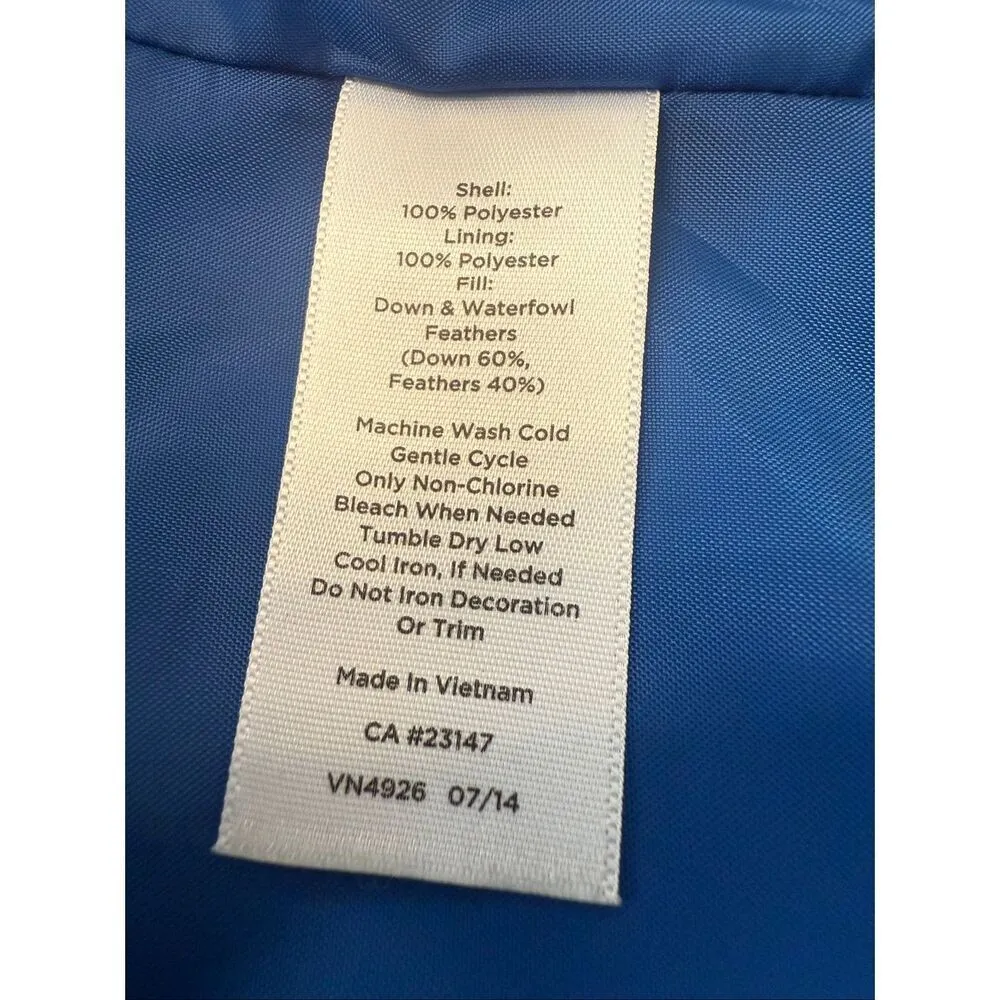 Shell:
100% Polyester
Lining:
100% Polyester
Fill:
Down & Waterfowl
Feathers
(Down 60%,
Feathers 40%)
Machine Wash Cold
Gentle Cycle
Only Non-Chlorine
Bleach When Needed
Tumble Dry Low
Cool Iron, If Needed
Do Not Iron Decoration
Or Trim
Made In Vietnam
CA #23147
VN4926 07/14